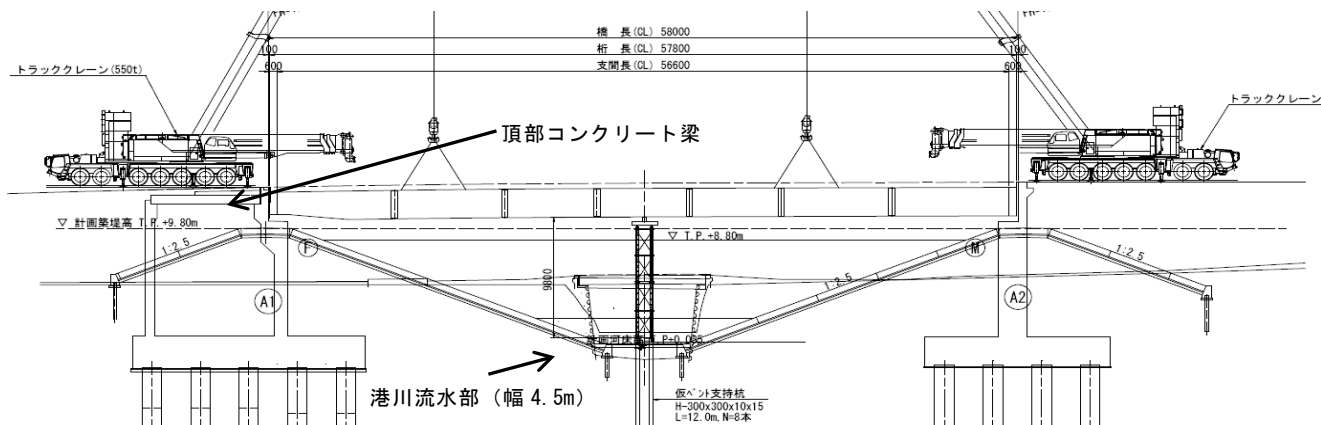 橋 長(CL) 58000
100
桁 長(CL) 57800
100
600
支間長(CL) 56600
600
トラッククレーン(550t)
トラッククレーン
頂部コンクリート梁
▽ 計画築堤高 T.P.+9.80m
▽ T.P.+8.80m
1:2.5
F
M
1:2.5
1:2.5
9800
A1
A2
港川流水部（幅 4.5m）
仮ベント支持杭
H-300x300x10x15
L=12.0m, N=8本